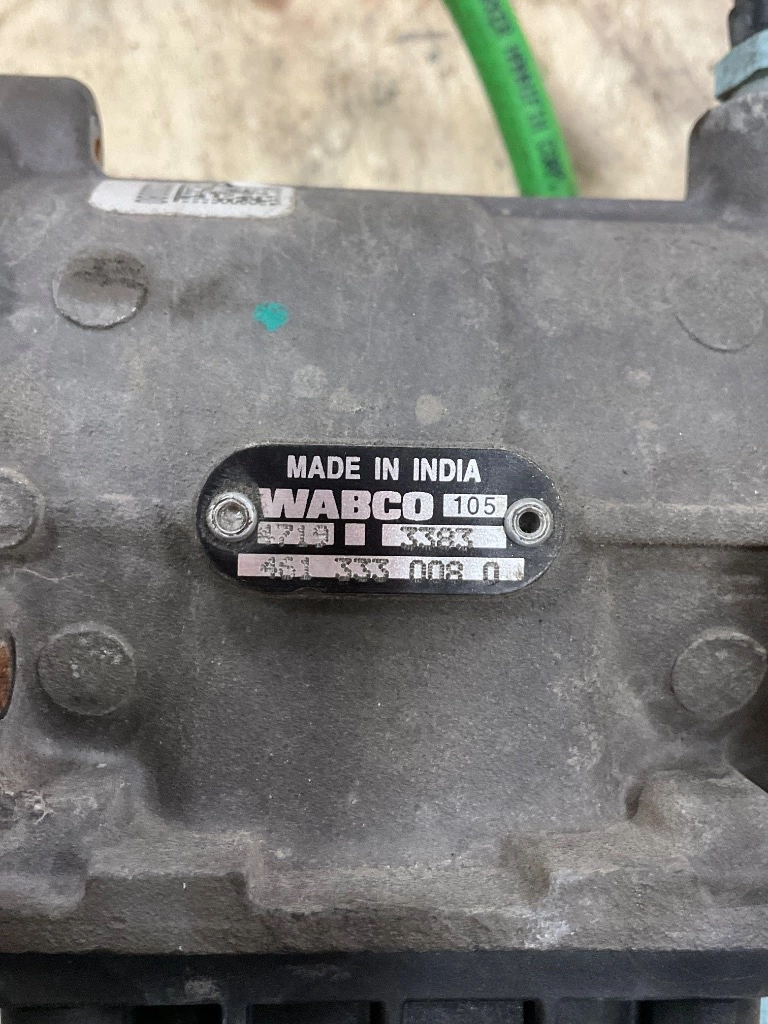 MADE IN INDIA
WABCO 105
4719 3383
461 333 008 0